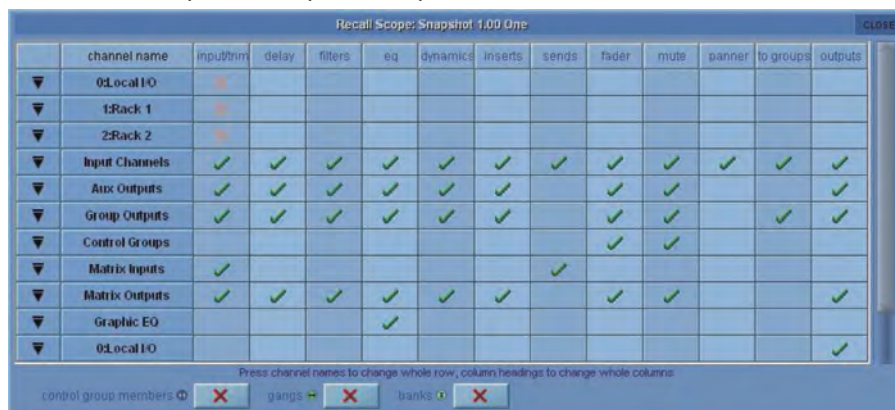 Recall Scope: Snapshot 1.00 One
CLOSE
channel name input/trim delay filters eq dynamics inserts sends fader mute panner to groups outputs
0:Local I/O
1:Rack 1
2:Rack 2
Input Channels
Aux Outputs
Group Outputs
Control Groups
Matrix Inputs
Matrix Outputs
Graphic EQ
0:Local I/O
Press channel names to change whole row, column headings to change whole columns
control group members gangs banks